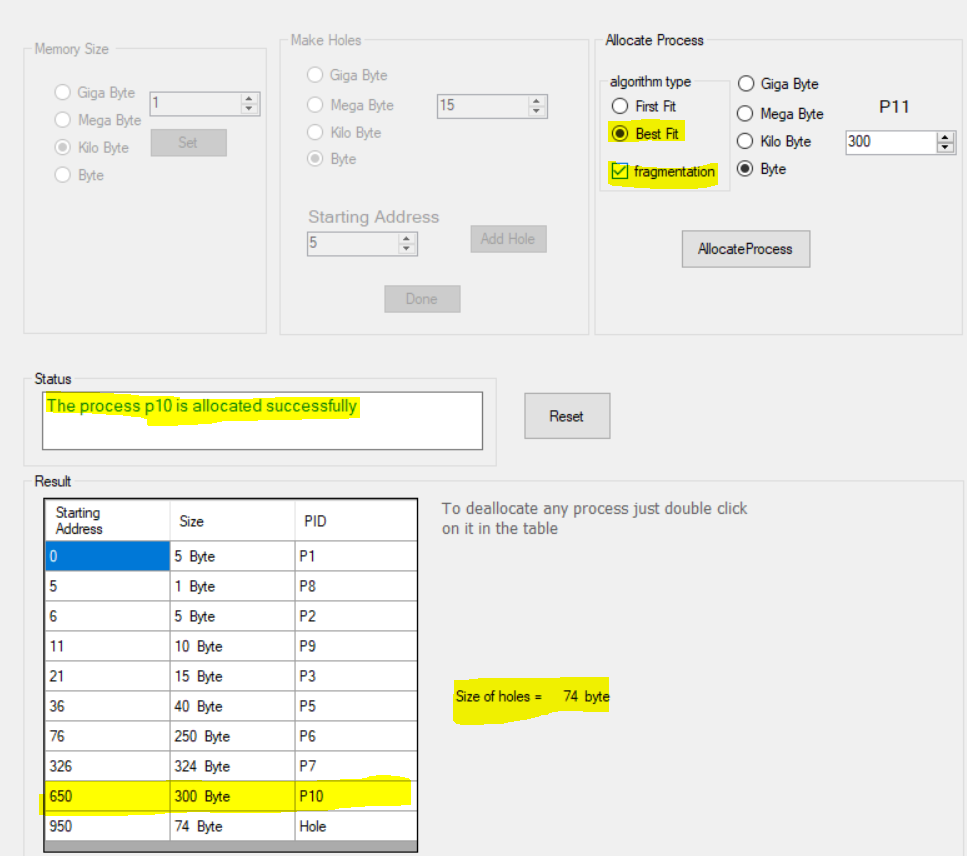 Memory Size
Giga Byte
Mega Byte
Kilo Byte
Byte
1
Set
Make Holes
Giga Byte
Mega Byte
Kilo Byte
Byte
15
Starting Address
5
Add Hole
Done
Allocate Process
algorithm type
First Fit
Best Fit
fragmentation
Giga Byte
Mega Byte
Kilo Byte
Byte
P11
300
AllocateProcess
Status
The process p10 is allocated successfully
Reset
Result
Starting Address Size PID
0 5 Byte P1
5 1 Byte P8
6 5 Byte P2
11 10 Byte P9
21 15 Byte P3
36 40 Byte P5
76 250 Byte P6
326 324 Byte P7
650 300 Byte P10
950 74 Byte Hole
To deallocate any process just double click
on it in the table
Size of holes = 74 byte